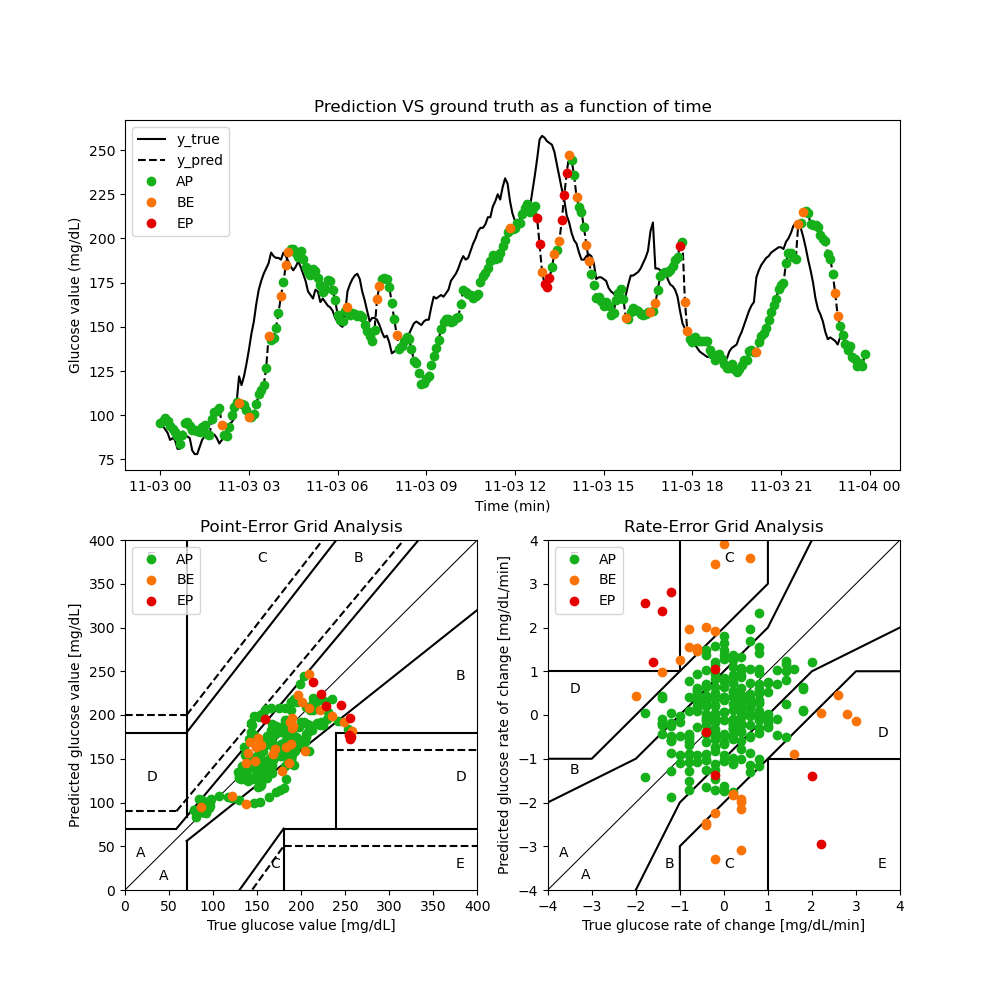 Prediction VS ground truth as a function of time
Glucose value (mg/dL)
250
225
200
175
150
125
100
75
y_true
y_pred
AP
BE
EP
11-03 00 11-03 03 11-03 06 11-03 09 11-03 12 11-03 15 11-03 18 11-03 21 11-04 00
Time (min)
Point-Error Grid Analysis
Predicted glucose value [mg/dL]
400
350
300
250
200
150
100
50
0
AP
BE
EP
C B
B
D D
A
A
C E
0 50 100 150 200 250 300 350 400
True glucose value [mg/dL]
Rate-Error Grid Analysis
Predicted glucose rate of change [mg/dL/min]
4
3
2
1
0
−1
−2
−3
−4
AP
BE
EP
C
D
D
B
A
A
B C E
−4 −3 −2 −1 0 1 2 3 4
True glucose rate of change [mg/dL/min]